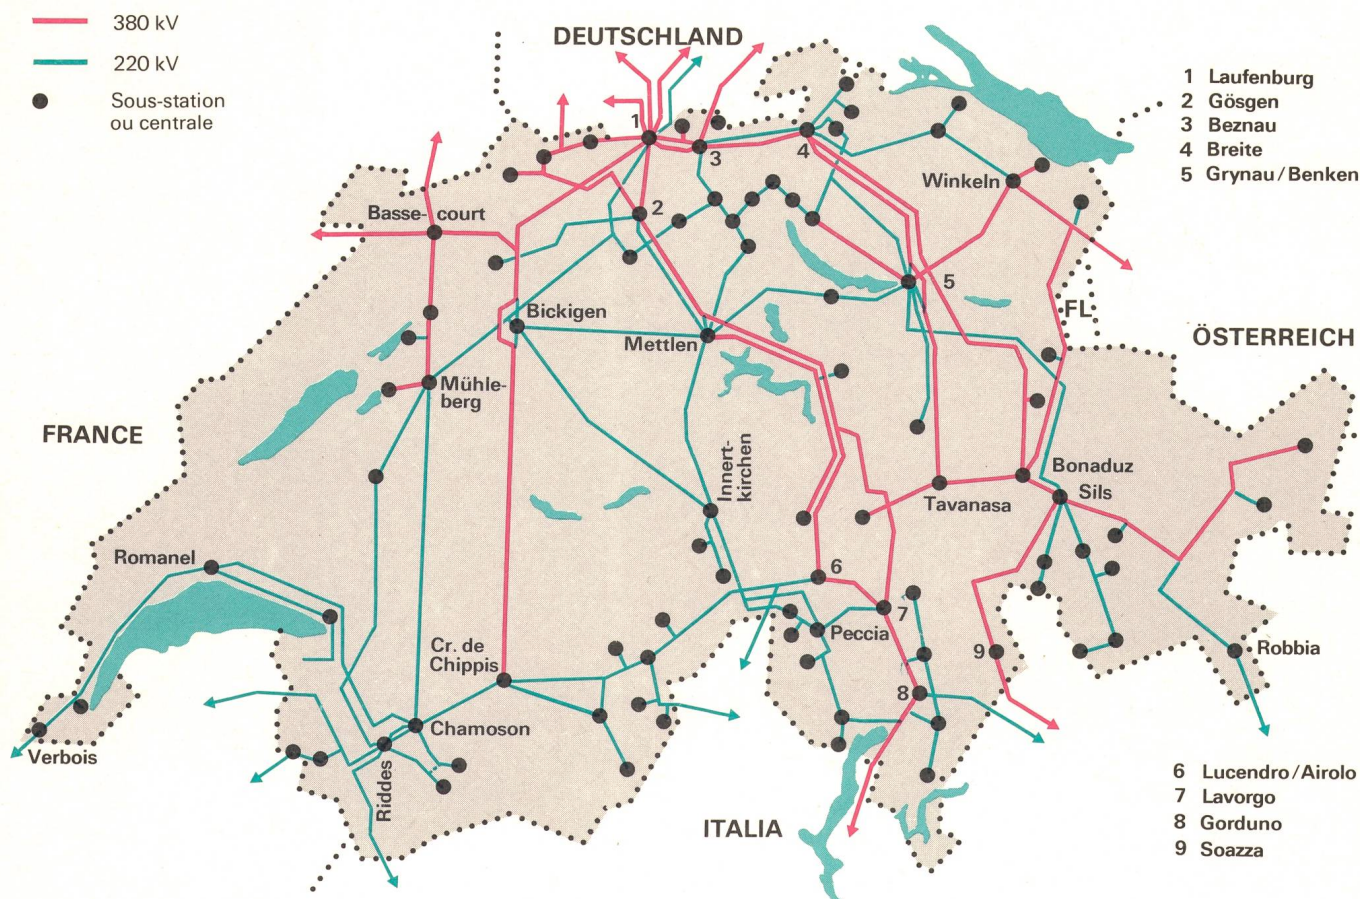 380 kV
220 kV
Sous-station
ou centrale
DEUTSCHLAND
1 Laufenburg
2 Gösgen
3 Beznau
4 Breite
5 Grynau/Benken
1
3
4
Winkeln
2
Basse-court
5
FL
ÖSTERREICH
Bickigen
Mettlen
Mühle-
berg
FRANCE
Innert-
kirchen
Bonaduz
Sils
Tavanasa
Romanel
6
7
Peccia
9
Robbia
Cr. de
Chippis
8
Chamoson
Verbois
Riddes
ITALIA
6 Lucendro/Airolo
7 Lavorgo
8 Gorduno
9 Soazza